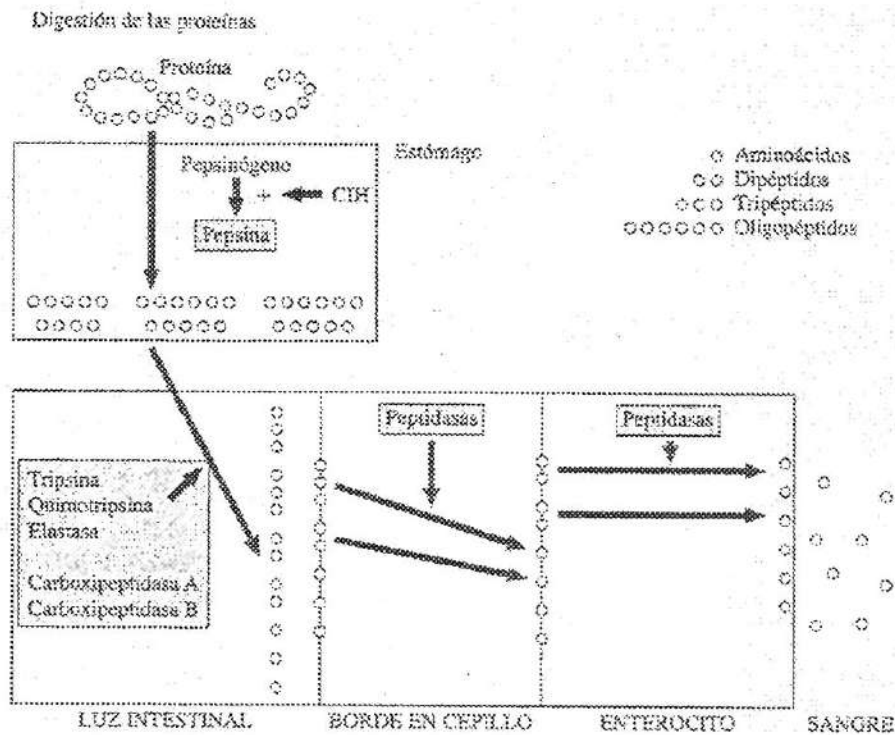 Digestión de las proteínas
Proteína
Estómago
Pepsinógeno
+
ClH
Pepsina
Aminoácidos
Dipéptidos
Tripéptidos
Oligopéptidos
Peptidasas
Peptidasas
Tripsina
Quimotripsina
Elastasa
Carboxipeptidasa A
Carboxipeptidasa B
LUZ INTESTINAL
BORDE EN CEPILLO
ENTEROCITO
SANGRE